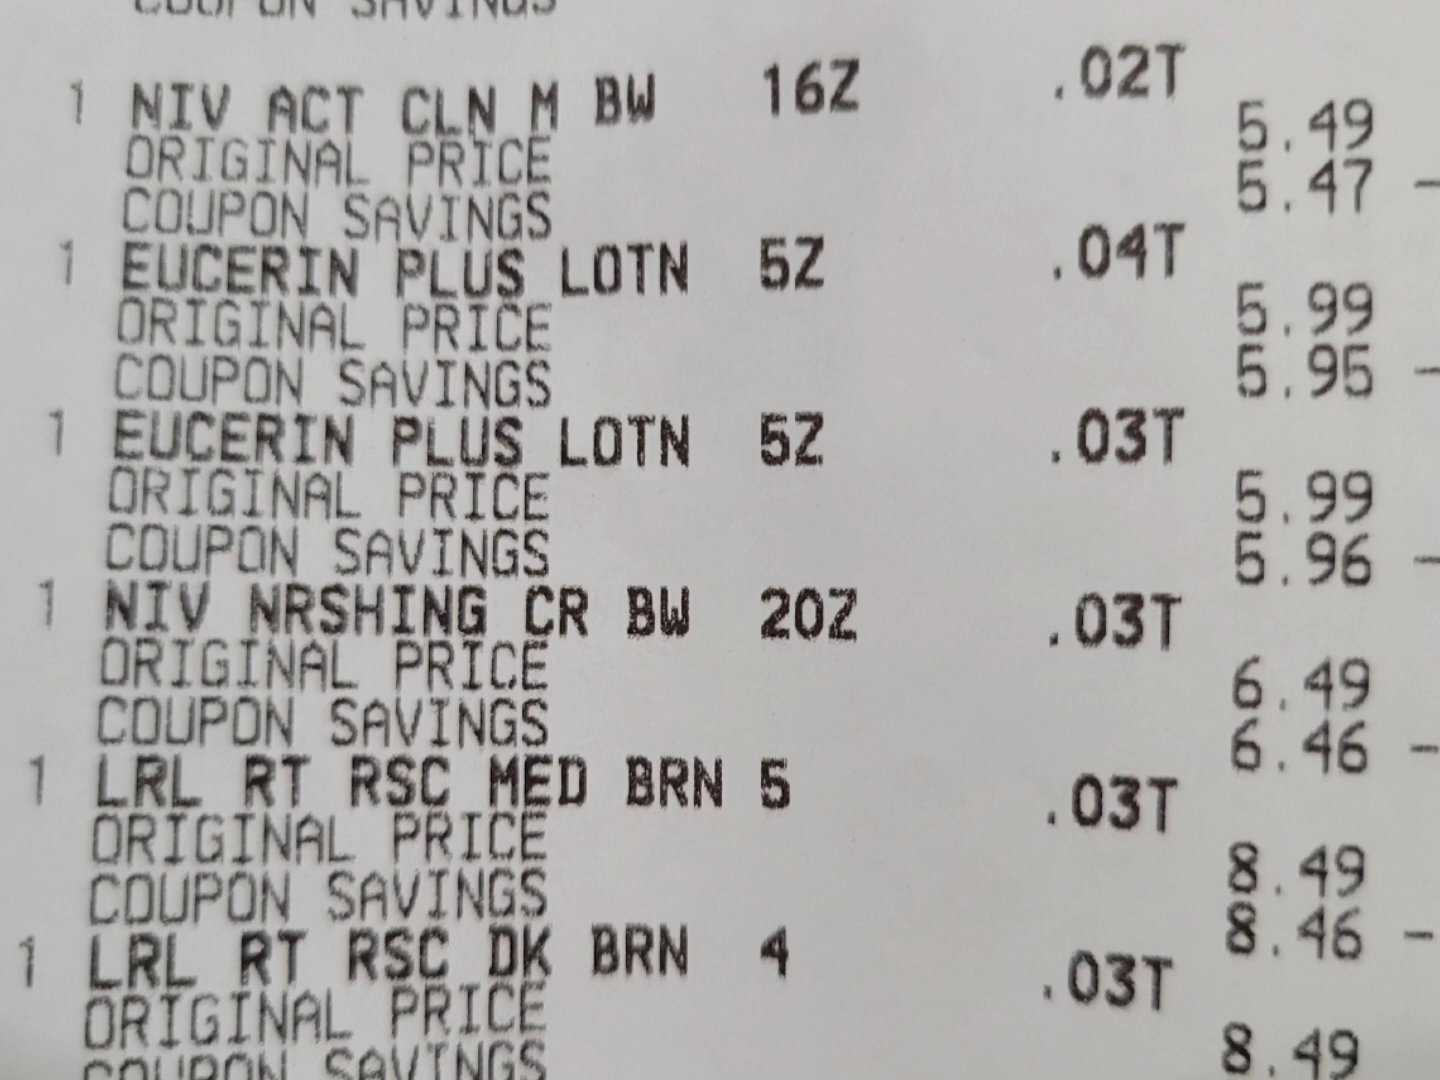 COUPON SAVINGS
1 NIV ACT CLN M BW 16Z .02T
ORIGINAL PRICE 5.49
COUPON SAVINGS 5.47 -
1 EUCERIN PLUS LOTN 5Z .04T
ORIGINAL PRICE 5.99
COUPON SAVINGS 5.95 -
1 EUCERIN PLUS LOTN 5Z .03T
ORIGINAL PRICE 5.99
COUPON SAVINGS 5.96 -
1 NIV NRSHING CR BW 20Z .03T
ORIGINAL PRICE 6.49
COUPON SAVINGS 6.46 -
1 LRL RT RSC MED BRN 5 .03T
ORIGINAL PRICE 8.49
COUPON SAVINGS 8.46 -
1 LRL RT RSC DK BRN 4 .03T
ORIGINAL PRICE 8.49
COUPON SAVINGS